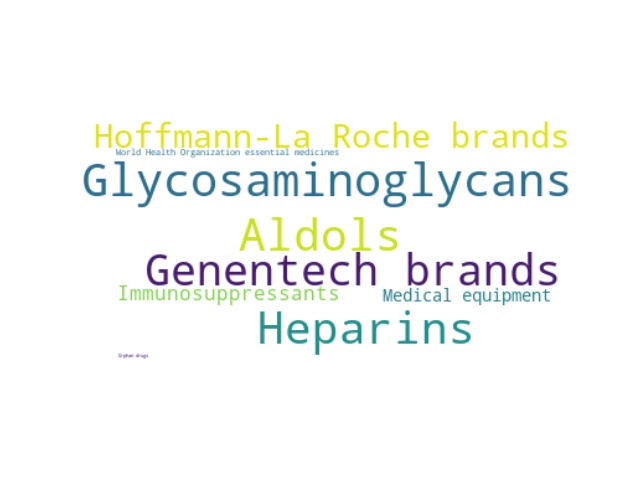 Hoffmann-La Roche brands
World Health Organization essential medicines
Glycosaminoglycans
Aldols
Genentech brands
Immunosuppressants
Medical equipment
Heparins
Orphan drugs